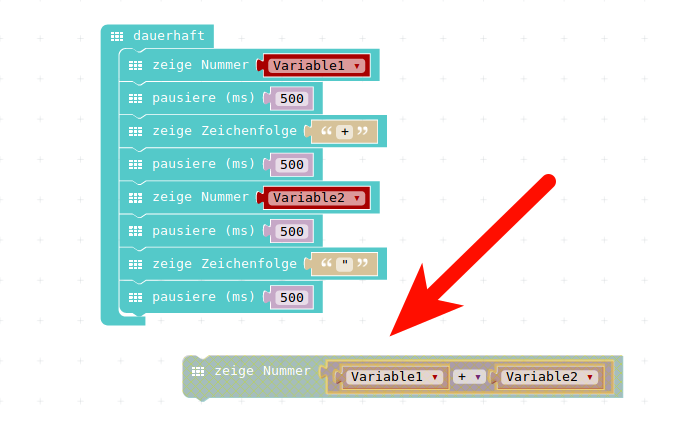 dauerhaft
zeige Nummer Variable1
pausiere (ms) 500
zeige Zeichenfolge “ + ”
pausiere (ms) 500
zeige Nummer Variable2
pausiere (ms) 500
zeige Zeichenfolge “ " ”
pausiere (ms) 500
zeige Nummer Variable1 + Variable2